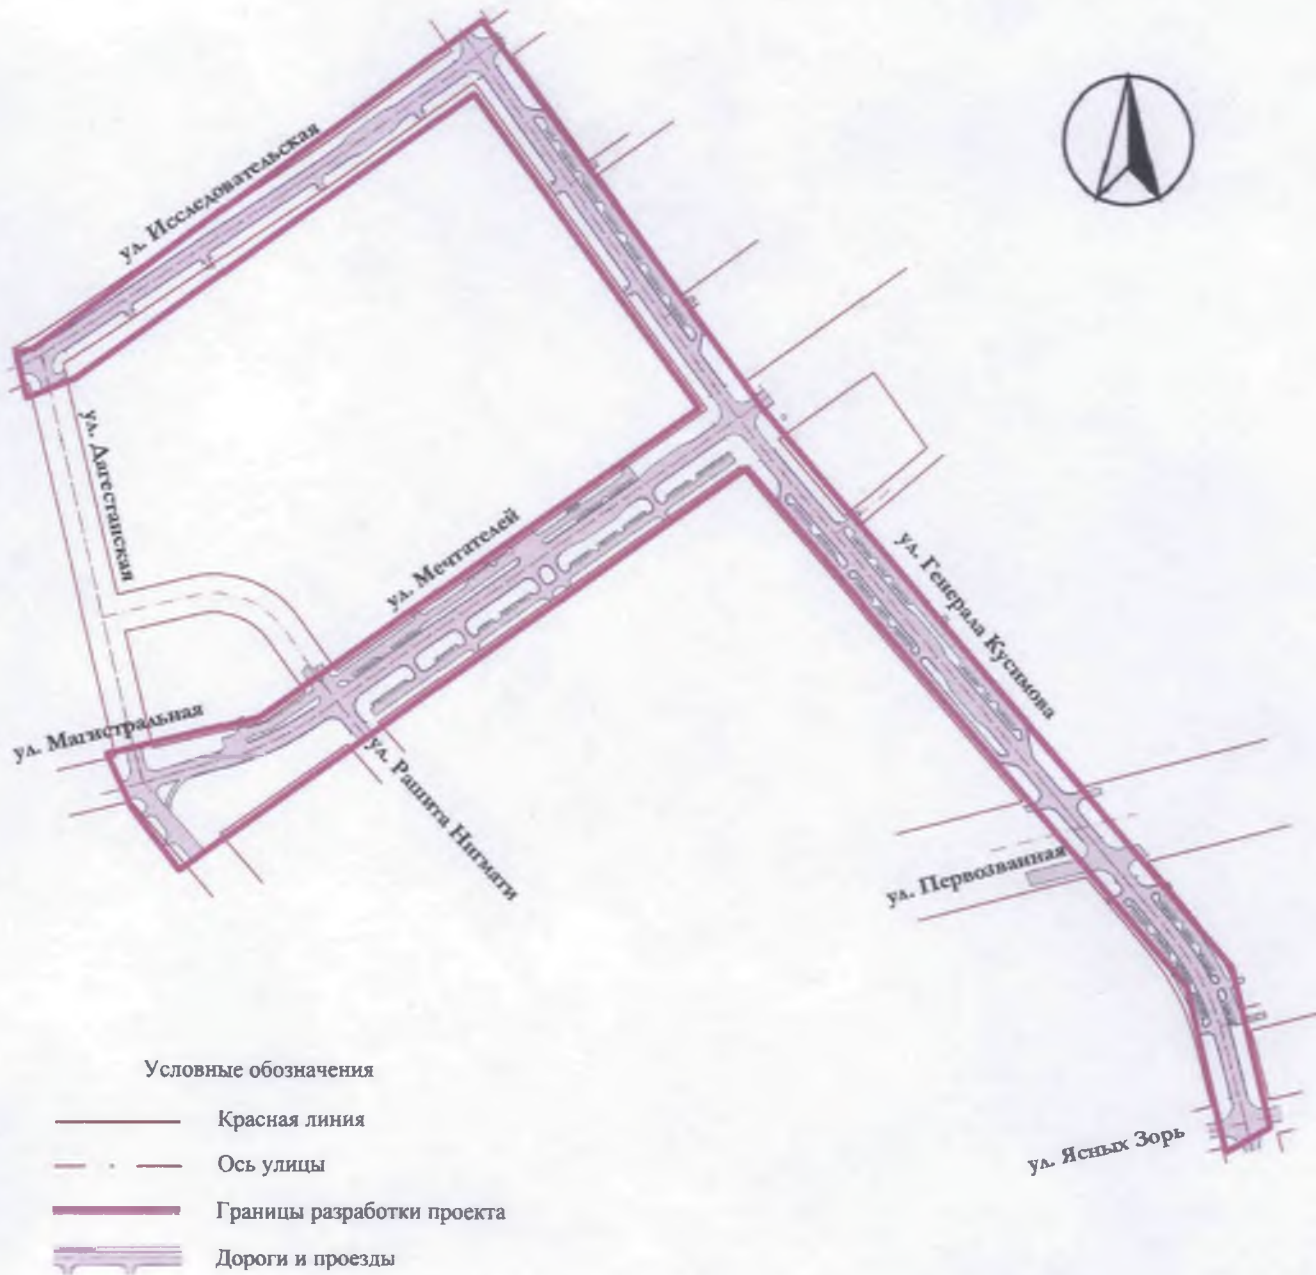 ул. Исследовательская
ул. Дагестанская
ул. Мечтателей
ул. Генерала Кусимова
ул. Магистральная
ул. Рашита Нигмати
ул. Первозванная
ул. Ясных Зорь
Условные обозначения
Красная линия
Ось улицы
Границы разработки проекта
Дороги и проезды